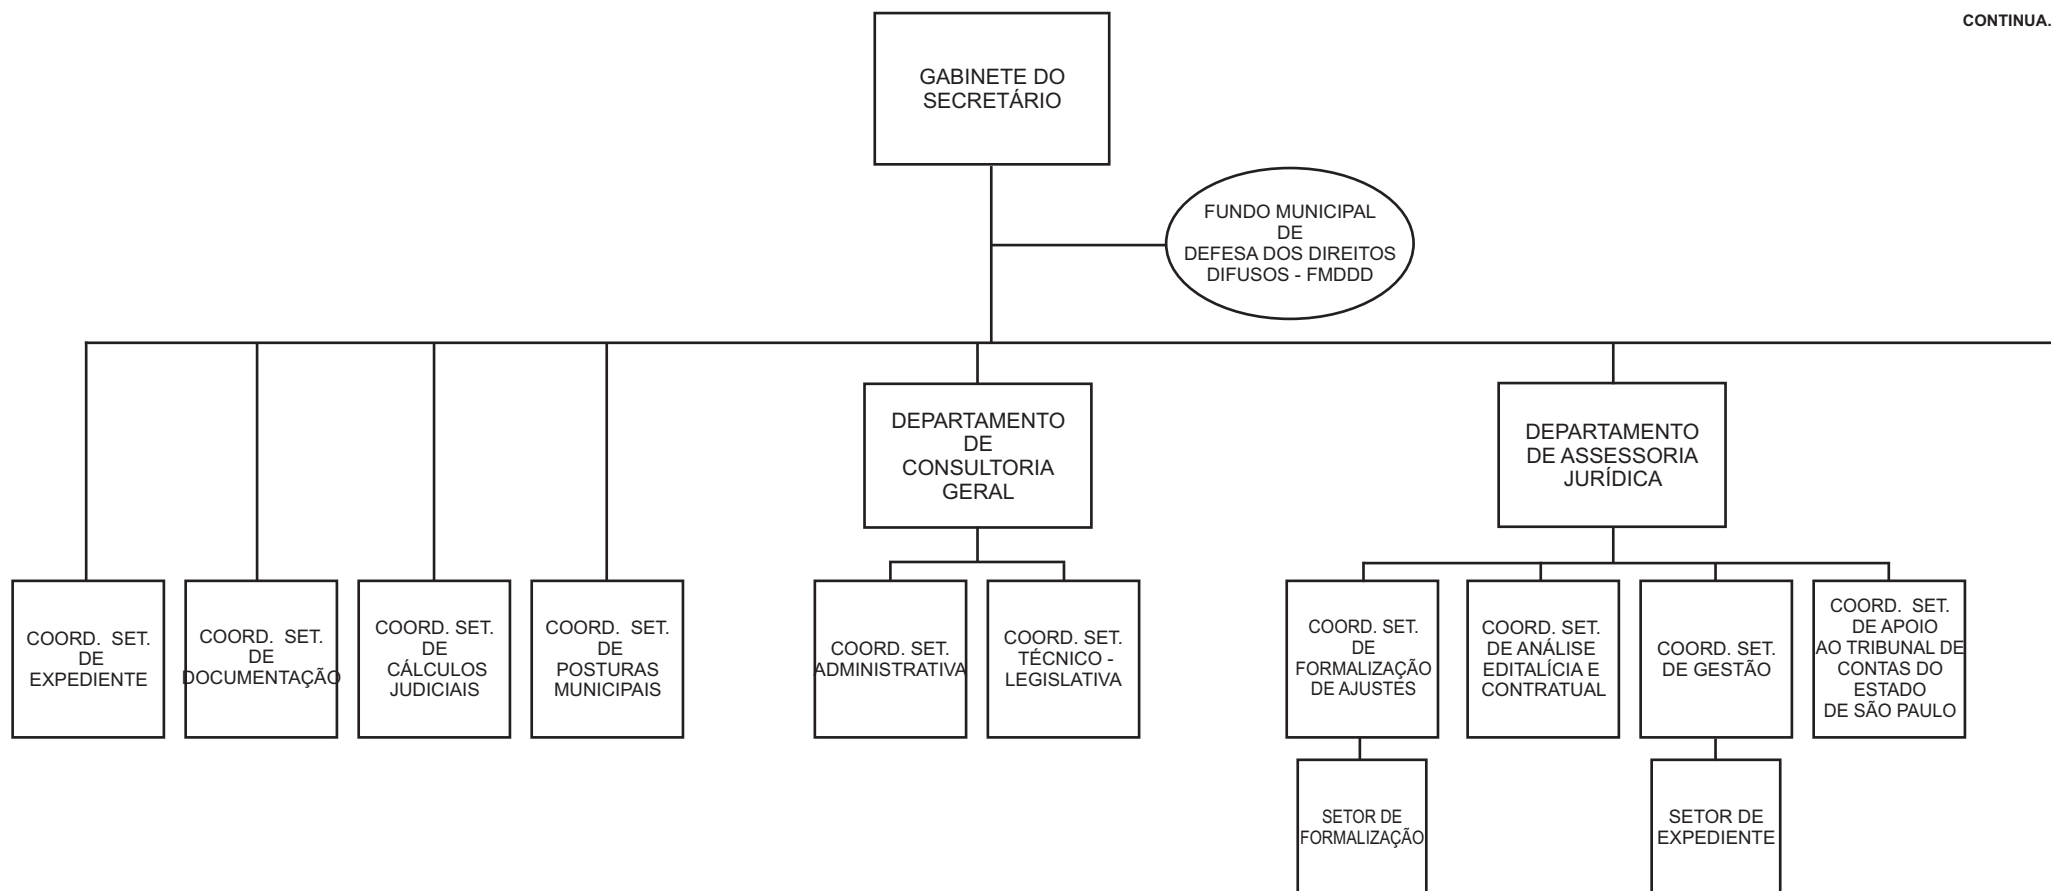 CONTINUA.
GABINETE DO
SECRETÁRIO
FUNDO MUNICIPAL
DE
DEFESA DOS DIREITOS
DIFUSOS - FMDDD
DEPARTAMENTO
DE
CONSULTORIA
GERAL
DEPARTAMENTO
DE ASSESSORIA
JURÍDICA
COORD. SET.
DE
EXPEDIENTE
COORD. SET.
DE
DOCUMENTAÇÃO
COORD. SET.
DE
CÁLCULOS
JUDICIAIS
COORD. SET.
DE
POSTURAS
MUNICIPAIS
COORD. SET.
ADMINISTRATIVA
COORD. SET.
TÉCNICO -
LEGISLATIVA
COORD. SET.
DE
FORMALIZAÇÃO
DE AJUSTES
COORD. SET.
DE ANÁLISE
EDITALÍCIA E
CONTRATUAL
COORD. SET.
DE GESTÃO
COORD. SET.
DE APOIO
AO TRIBUNAL DE
CONTAS DO
ESTADO
DE SÃO PAULO
SETOR DE
FORMALIZAÇÃO
SETOR DE
EXPEDIENTE